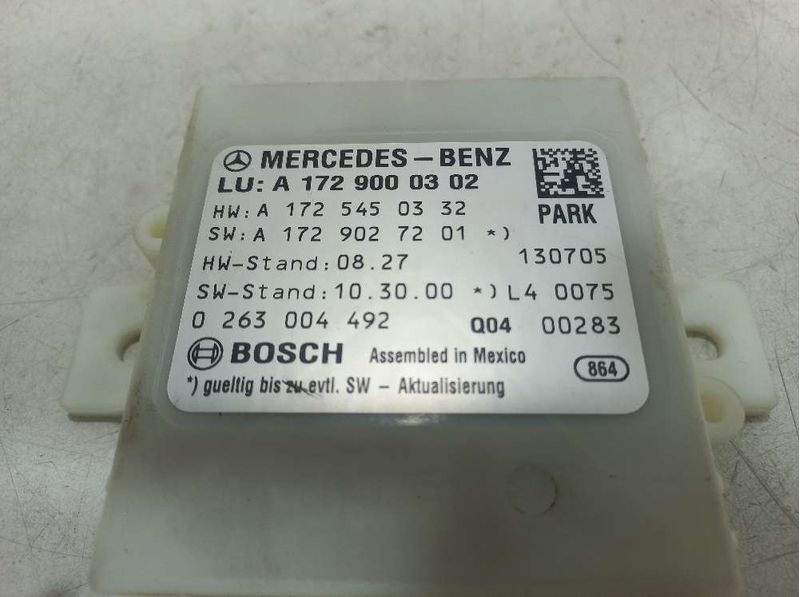 MERCEDES-BENZ
LU: A 172 900 03 02
HW: A 172 545 03 32 PARK
SW: A 172 902 72 01 *)
HW-Stand: 08.27 130705
SW-Stand: 10.30.00 *) L4 0075
0 263 004 492 Q04 00283
BOSCH Assembled in Mexico 864
*) gueltig bis zu evtl. SW - Aktualisierung